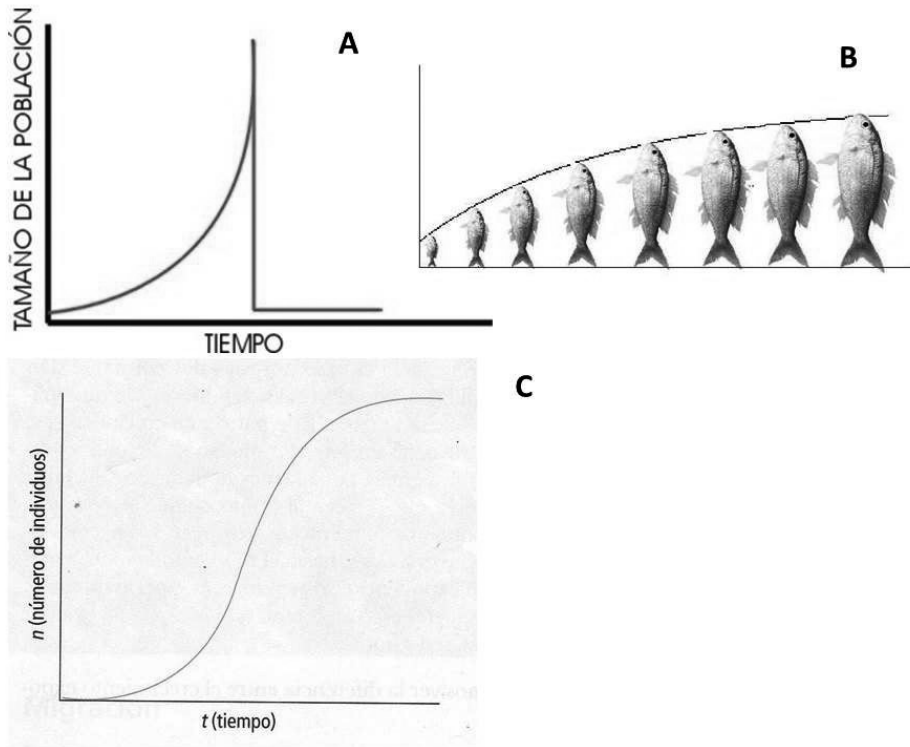 TAMAÑO DE LA POBLACIÓN
A
TIEMPO
B
C
n (número de individuos)
t (tiempo)